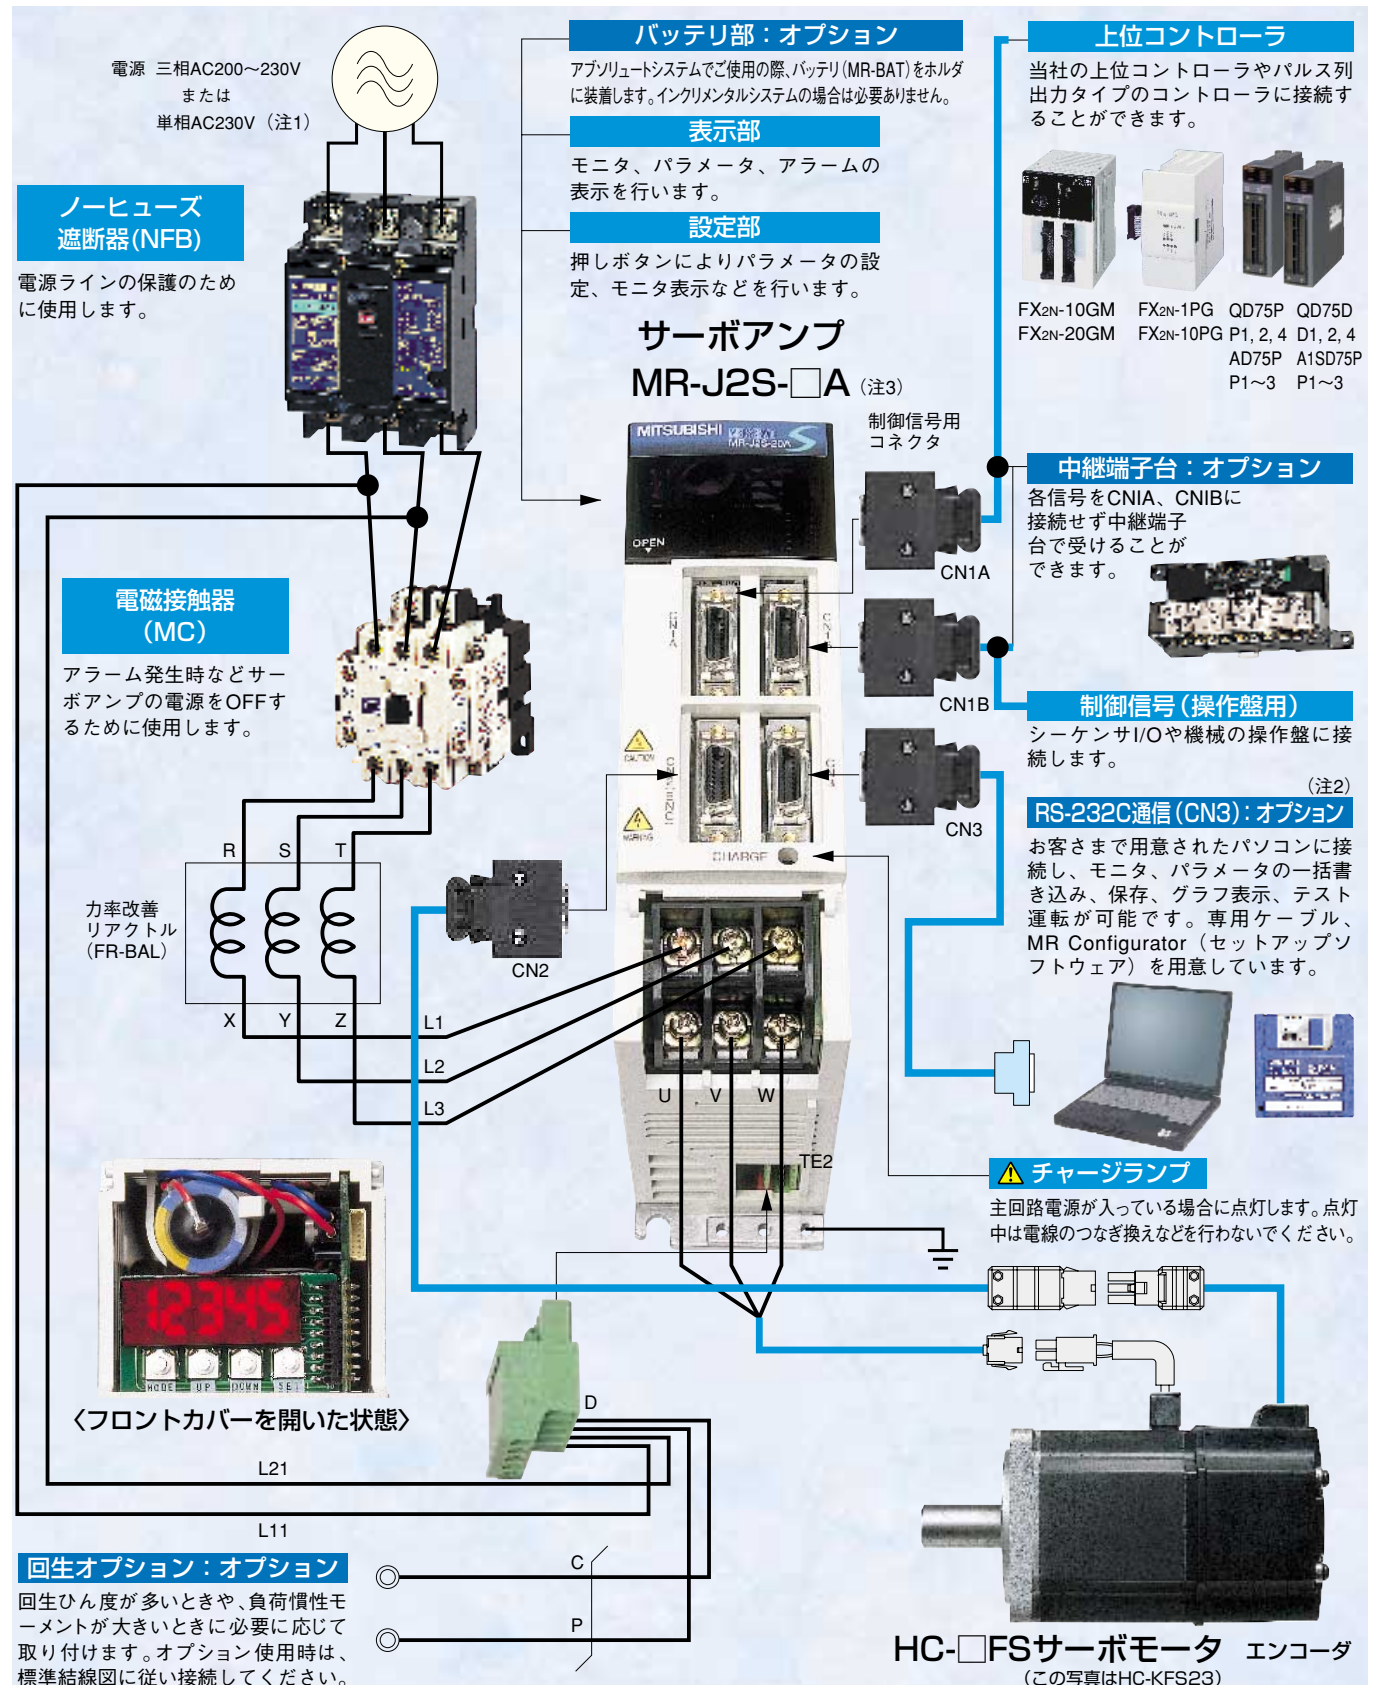 電源 三相AC200～230V
または
単相AC230V（注1）
ノーヒューズ
遮断器(NFB)
電源ラインの保護のため
に使用します。
バッテリ部：オプション
アブソリュートシステムでご使用の際、バッテリ（MR-BAT）をホルダ
に装着します。インクリメンタルシステムの場合は必要ありません。
表示部
モニタ、パラメータ、アラームの
表示を行います。
設定部
押しボタンによりパラメータの設
定、モニタ表示などを行います。
サーボアンプ
MR-J2S-□A（注3）
上位コントローラ
当社の上位コントローラやパルス列
出力タイプのコントローラに接続す
ることができます。
FX2N-10GM
FX2N-20GM
FX2N-1PG
FX2N-10PG
QD75P
P1, 2, 4
AD75P
P1～3
QD75D
D1, 2, 4
A1SD75P
P1～3
制御信号用
コネクタ
MITSUBISHI
MR-J2S-20A
OPEN
CN1A
CN1B
CN3
CN2
CN1A
CAUTION
WARNING
CHARGE
中継端子台：オプション
各信号をCNIA、CNIBに
接続せず中継端子
台で受けることが
できます。
制御信号（操作盤用）
シーケンサI/Oや機械の操作盤に接
続します。
（注2）
RS-232C通信（CN3）：オプション
お客さまで用意されたパソコンに接
続し、モニタ、パラメータの一括書
き込み、保存、グラフ表示、テスト
運転が可能です。専用ケーブル、
MR Configurator（セットアップソ
フトウェア）を用意しています。
電磁接触器
（MC）
アラーム発生時などサー
ボアンプの電源をOFFす
るために使用します。
R
S
T
力率改善
リアクトル
（FR-BAL）
X
Y
Z
L1
L2
L3
U
V
W
TE2
チャージランプ
主回路電源が入っている場合に点灯します。点灯
中は電線のつなぎ換えなどを行わないでください。
12345
MODE
UP
DOWN
SET
〈フロントカバーを開いた状態〉
D
L21
L11
回生オプション：オプション
回生ひん度が多いときや、負荷慣性モ
ーメントが大きいときに必要に応じて
取り付けます。オプション使用時は、
標準結線図に従い接続してください。
C
P
HC-□FSサーボモータ
エンコーダ
（この写真はHC-KFS23）